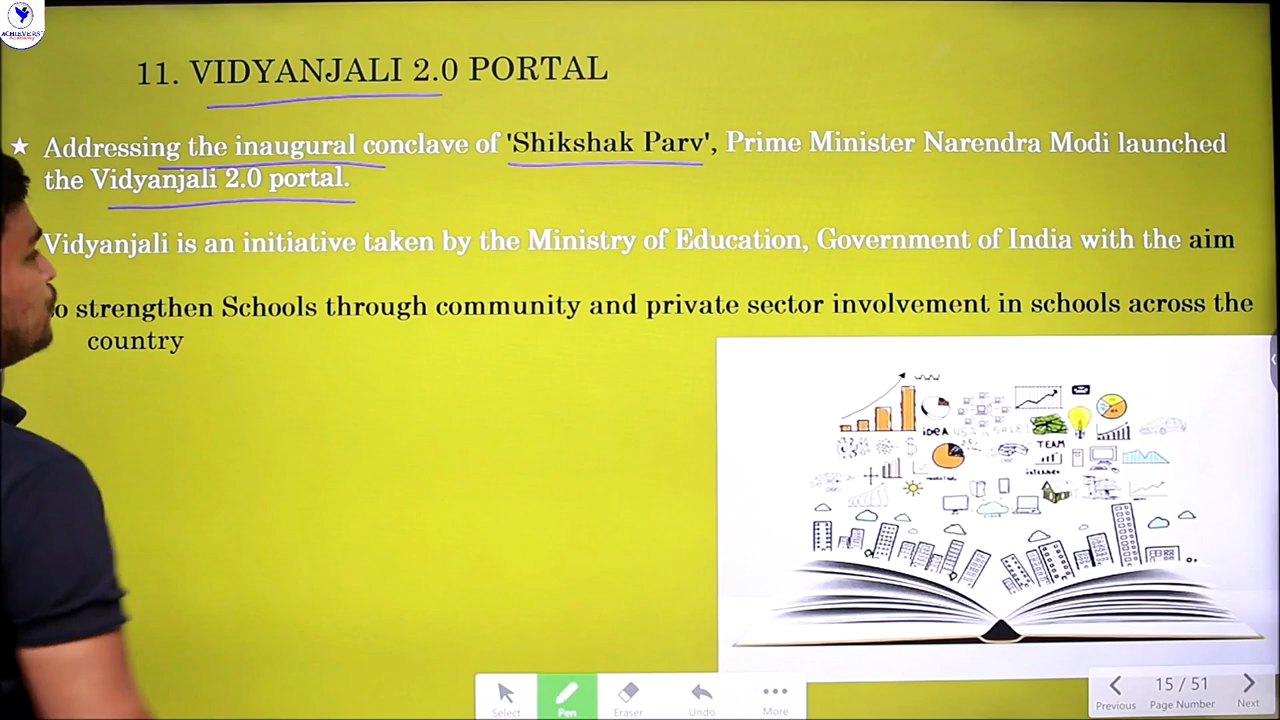 ACHIEVERS'
Academy
11. VIDYANJALI 2.0 PORTAL
★ Addressing the inaugural conclave of 'Shikshak Parv', Prime Minister Narendra Modi launched
the Vidyanjali 2.0 portal.
Vidyanjali is an initiative taken by the Ministry of Education, Government of India with the aim
o strengthen Schools through community and private sector involvement in schools across the
country
IDEA
TEAM
internet
Select
Pen
Eraser
Undo
More
15 / 51
Previous
Page Number
Next